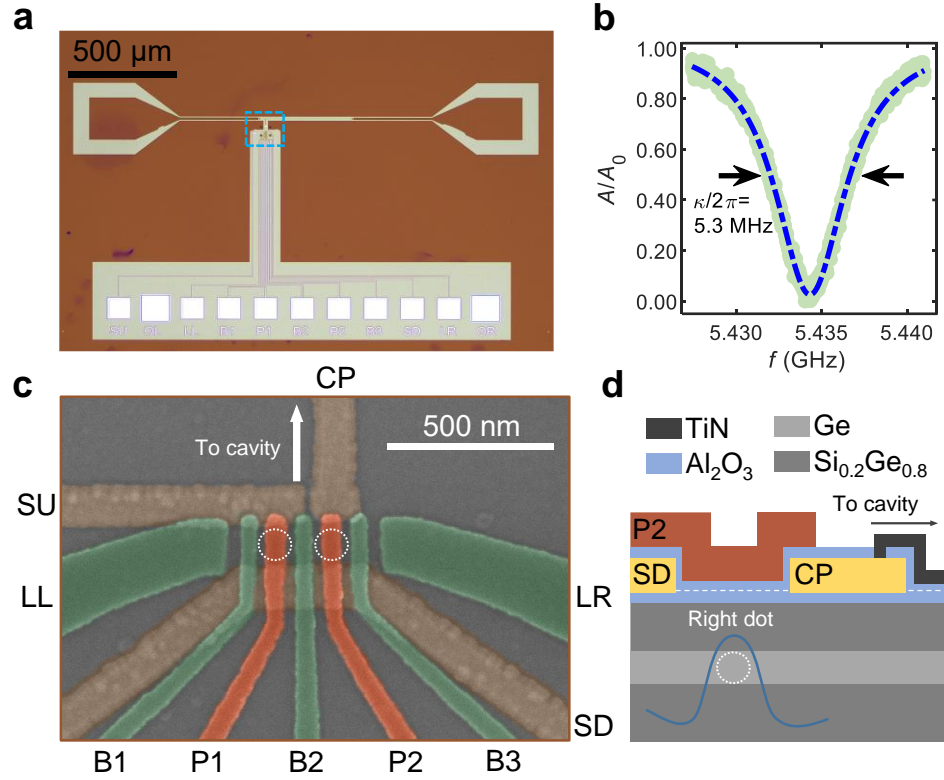 a
500 μm
SU
LL
B1
P1
B2
P2
B3
SD
LR
b
A/A0
1.00
0.80
0.60
0.40
0.20
0.00
κ/2π=
5.3 MHz
5.430
5.435
5.440
f (GHz)
c
CP
To cavity
500 nm
SU
LL
LR
SD
B1
P1
B2
P2
B3
d
TiN
Ge
Al2O3
Si0.2Ge0.8
To cavity
P2
SD
CP
Right dot